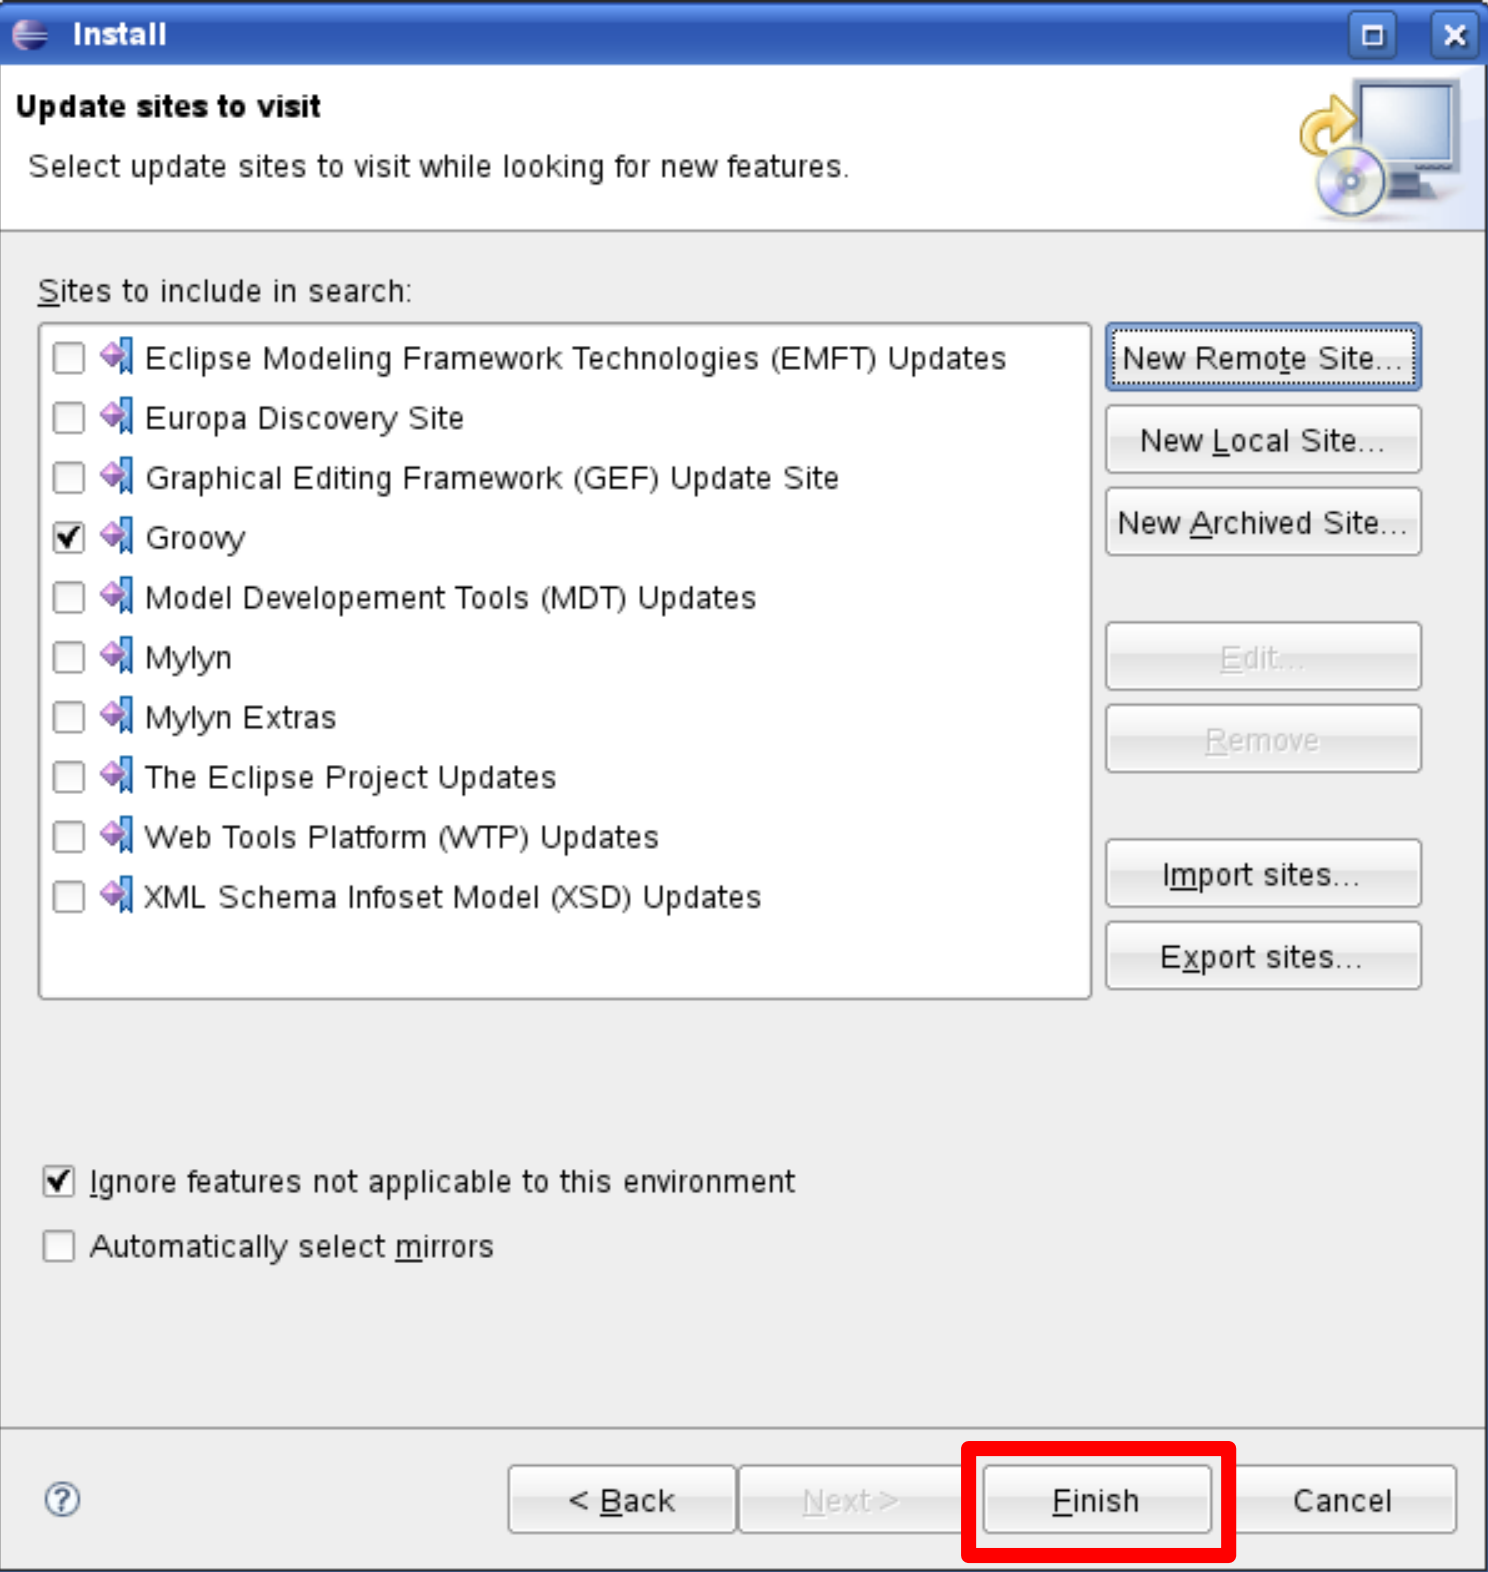 Install
Update sites to visit
Select update sites to visit while looking for new features.
Sites to include in search:
Eclipse Modeling Framework Technologies (EMFT) Updates
Europa Discovery Site
Graphical Editing Framework (GEF) Update Site
Groovy
Model Developement Tools (MDT) Updates
Mylyn
Mylyn Extras
The Eclipse Project Updates
Web Tools Platform (WTP) Updates
XML Schema Infoset Model (XSD) Updates
New Remote Site...
New Local Site...
New Archived Site...
Edit...
Remove
Import sites...
Export sites...
Ignore features not applicable to this environment
Automatically select mirrors
?
< Back
Next >
Finish
Cancel